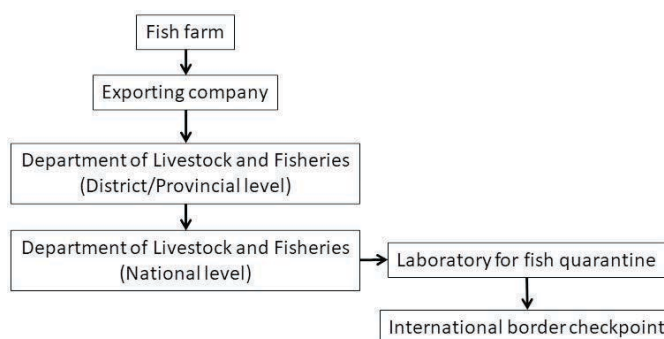 Fish farm
Exporting company
Department of Livestock and Fisheries
(District/Provincial level)
Department of Livestock and Fisheries
(National level)
Laboratory for fish quarantine
International border checkpoint